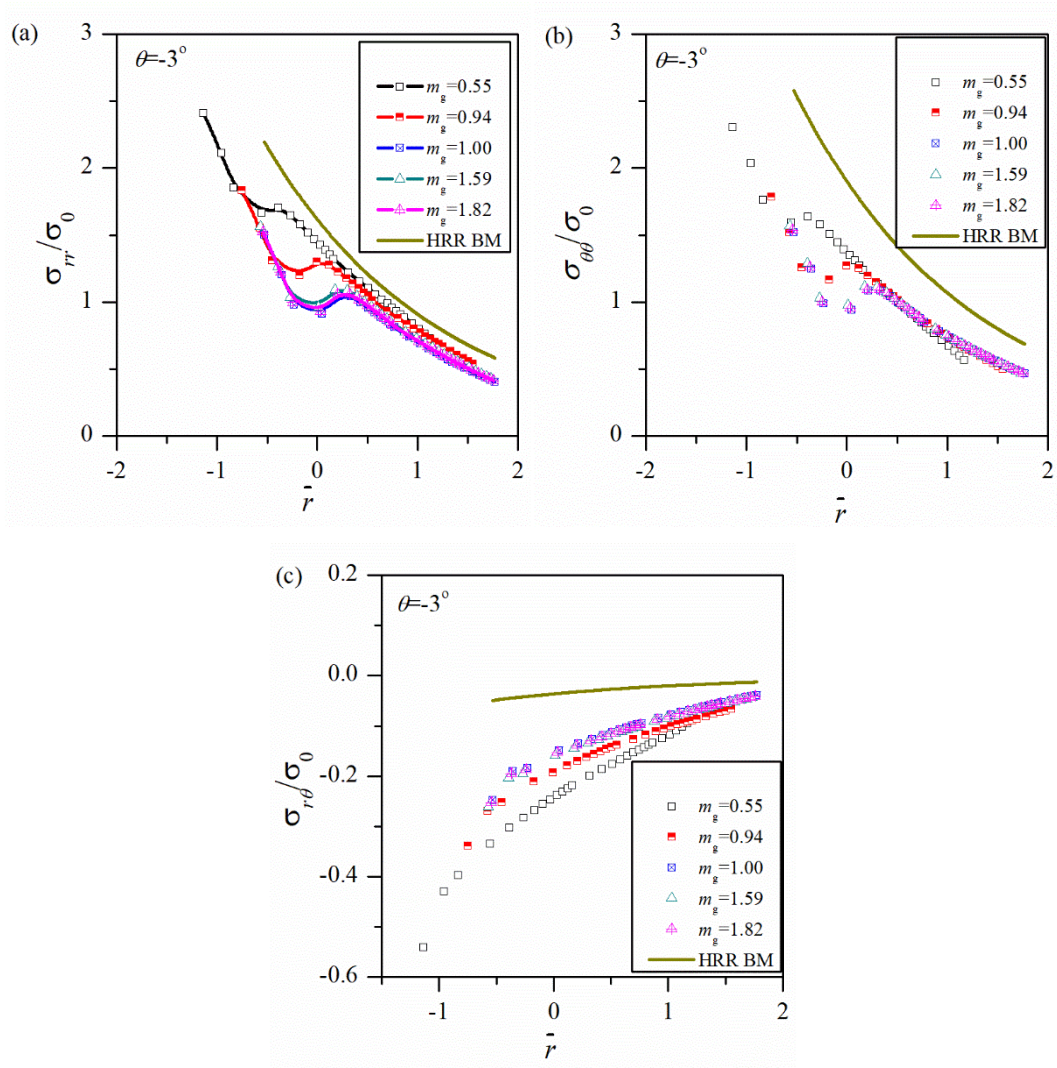 (a)
θ=-3°
m_g=0.55
m_g=0.94
m_g=1.00
m_g=1.59
m_g=1.82
HRR BM
3
2
1
0
σ_rr/σ_0
-2 -1 0 1 2
r̄
(b)
θ=-3°
m_g=0.55
m_g=0.94
m_g=1.00
m_g=1.59
m_g=1.82
HRR BM
3
2
1
0
σ_θθ/σ_0
-2 -1 0 1 2
r̄
(c)
θ=-3°
0.2
0.0
-0.2
-0.4
-0.6
σ_rθ/σ_0
m_g=0.55
m_g=0.94
m_g=1.00
m_g=1.59
m_g=1.82
HRR BM
-1 0 1 2
r̄